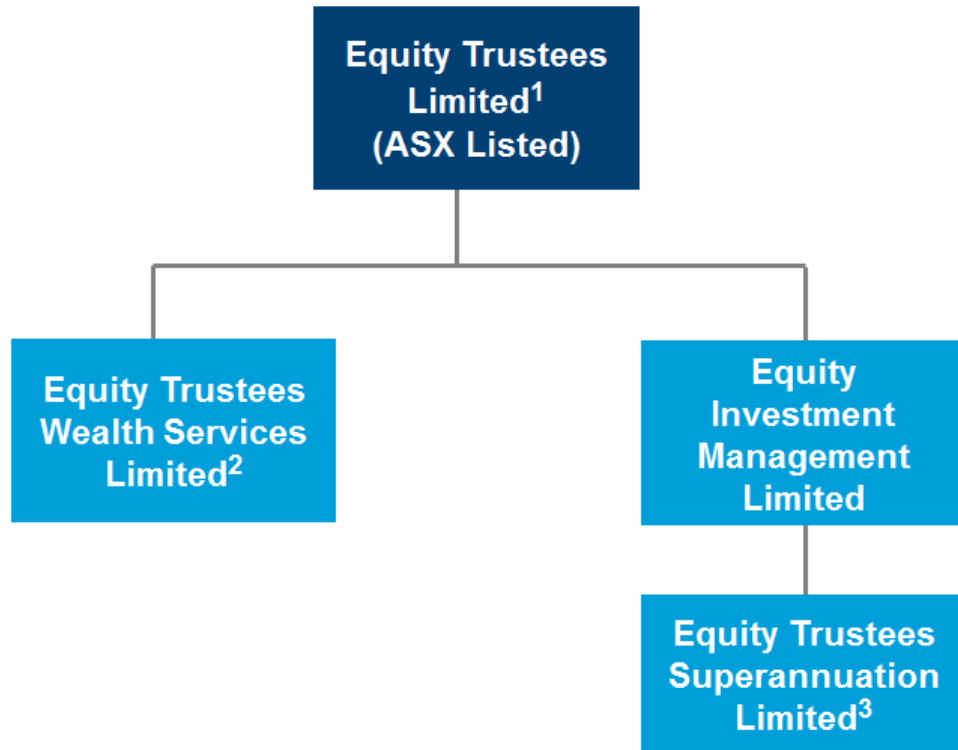 Equity Trustees
Limited¹
(ASX Listed)
Equity Trustees
Wealth Services
Limited²
Equity
Investment
Management
Limited
Equity Trustees
Superannuation
Limited³